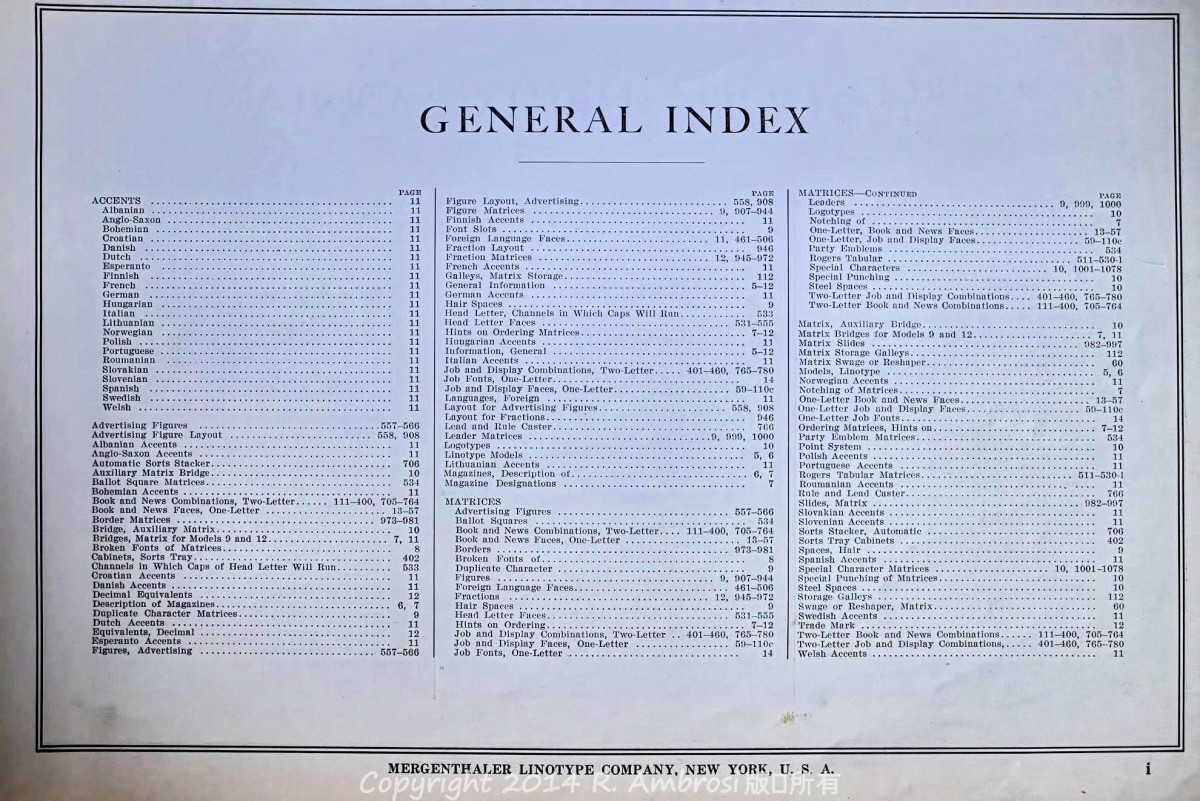 GENERAL INDEX
PAGE
ACCENTS .......... 11
Albanian .......... 11
Anglo-Saxon .......... 11
Bohemian .......... 11
Croatian .......... 11
Danish .......... 11
Dutch .......... 11
Esperanto .......... 11
Finnish .......... 11
French .......... 11
German .......... 11
Hungarian .......... 11
Italian .......... 11
Lithuanian .......... 11
Norwegian .......... 11
Polish .......... 11
Portuguese .......... 11
Roumanian .......... 11
Slovakian .......... 11
Slovenian .......... 11
Spanish .......... 11
Swedish .......... 11
Welsh .......... 11
Advertising Figures .......... 557–566
Advertising Figure Layout .......... 558, 908
Albanian Accents .......... 11
Anglo-Saxon Accents .......... 11
Automatic Sorts Stacker .......... 706
Auxiliary Matrix Bridge .......... 10
Ballot Square Matrices .......... 534
Bohemian Accents .......... 11
Book and News Combinations, Two-Letter .......... 111–400, 705–764
Book and News Faces, One-Letter .......... 13–57
Border Matrices .......... 973–981
Bridge, Auxiliary Matrix .......... 10
Bridges, Matrix for Models 9 and 12 .......... 7, 11
Broken Fonts of Matrices .......... 8
Cabinets, Sorts Tray .......... 402
Channels in Which Caps of Head Letter Will Run .......... 533
Croatian Accents .......... 11
Danish Accents .......... 11
Decimal Equivalents .......... 12
Description of Magazines .......... 6, 7
Duplicate Character Matrices .......... 9
Dutch Accents .......... 11
Equivalents, Decimal .......... 12
Esperanto Accents .......... 11
Figures, Advertising .......... 557–566
PAGE
Figure Layout, Advertising .......... 558, 908
Figure Matrices .......... 9, 907–944
Finnish Accents .......... 11
Font Slots .......... 9
Foreign Language Faces .......... 11, 461–506
Fraction Layout .......... 946
Fraction Matrices .......... 12, 945–972
French Accents .......... 11
Galleys, Matrix Storage .......... 112
General Information .......... 5–12
German Accents .......... 11
Hair Spaces .......... 9
Head Letter, Channels in Which Caps Will Run .......... 533
Head Letter Faces .......... 531–555
Hints on Ordering Matrices .......... 7–12
Hungarian Accents .......... 11
Information, General .......... 5–12
Italian Accents .......... 11
Job and Display Combinations, Two-Letter .......... 401–460, 765–780
Job Fonts, One-Letter .......... 14
Job and Display Faces, One-Letter .......... 59–110c
Languages, Foreign .......... 11
Layout for Advertising Figures .......... 558, 908
Layout for Fractions .......... 946
Lead and Rule Caster .......... 766
Leader Matrices .......... 9, 999, 1000
Logotypes .......... 10
Linotype Models .......... 5, 6
Lithuanian Accents .......... 11
Magazines, Description of .......... 6, 7
Magazine Designations .......... 7
MATRICES
Advertising Figures .......... 557–566
Ballot Squares .......... 534
Book and News Combinations, Two-Letter .......... 111–400, 705–764
Book and News Faces, One-Letter .......... 13–57
Borders .......... 973–981
Broken Fonts of .......... 8
Duplicate Character .......... 9
Figures .......... 9, 907–944
Foreign Language Faces .......... 461–506
Fractions .......... 12, 945–972
Hair Spaces .......... 9
Head Letter Faces .......... 531–555
Hints on Ordering .......... 7–12
Job and Display Combinations, Two-Letter .. 401–460, 765–780
Job and Display Faces, One-Letter .......... 59–110c
Job Fonts, One-Letter .......... 14
MATRICES—CONTINUED PAGE
Leaders .......... 9, 999, 1000
Logotypes .......... 10
Notching of .......... 7
One-Letter, Book and News Faces .......... 13–57
One-Letter, Job and Display Faces .......... 59–110c
Party Emblems .......... 534
Rogers Tabular .......... 511–530-1
Special Characters .......... 10, 1001–1078
Special Punching .......... 10
Steel Spaces .......... 10
Two-Letter Job and Display Combinations .... 401–460, 765–780
Two-Letter Book and News Combinations ..... 111–400, 705–764
Matrix, Auxiliary Bridge .......... 10
Matrix Bridges for Models 9 and 12 .......... 7, 11
Matrix Slides .......... 982–997
Matrix Storage Galleys .......... 112
Matrix Swage or Reshaper .......... 60
Models, Linotype .......... 5, 6
Norwegian Accents .......... 11
Notching of Matrices .......... 7
One-Letter Book and News Faces .......... 13–57
One-Letter Job and Display Faces .......... 59–110c
One-Letter Job Fonts .......... 14
Ordering Matrices, Hints on .......... 7–12
Party Emblem Matrices .......... 534
Point System .......... 10
Polish Accents .......... 11
Portuguese Accents .......... 11
Rogers Tabular Matrices .......... 511–530-1
Roumanian Accents .......... 11
Rule and Lead Caster .......... 766
Slides, Matrix .......... 982–997
Slovakian Accents .......... 11
Slovenian Accents .......... 11
Sorts Stacker, Automatic .......... 706
Sorts Tray Cabinets .......... 402
Spaces, Hair .......... 9
Spanish Accents .......... 11
Special Character Matrices .......... 10, 1001–1078
Special Punching of Matrices .......... 10
Steel Spaces .......... 10
Storage Galleys .......... 112
Swage or Reshaper, Matrix .......... 60
Swedish Accents .......... 11
Trade Mark .......... 12
Two-Letter Book and News Combinations .......... 111–400, 705–764
Two-Letter Job and Display Combinations, ..... 401–460, 765–780
Welsh Accents .......... 11
MERGENTHALER LINOTYPE COMPANY, NEW YORK, U. S. A. i
Copyright 2014 R. Ambrosi 版□所有